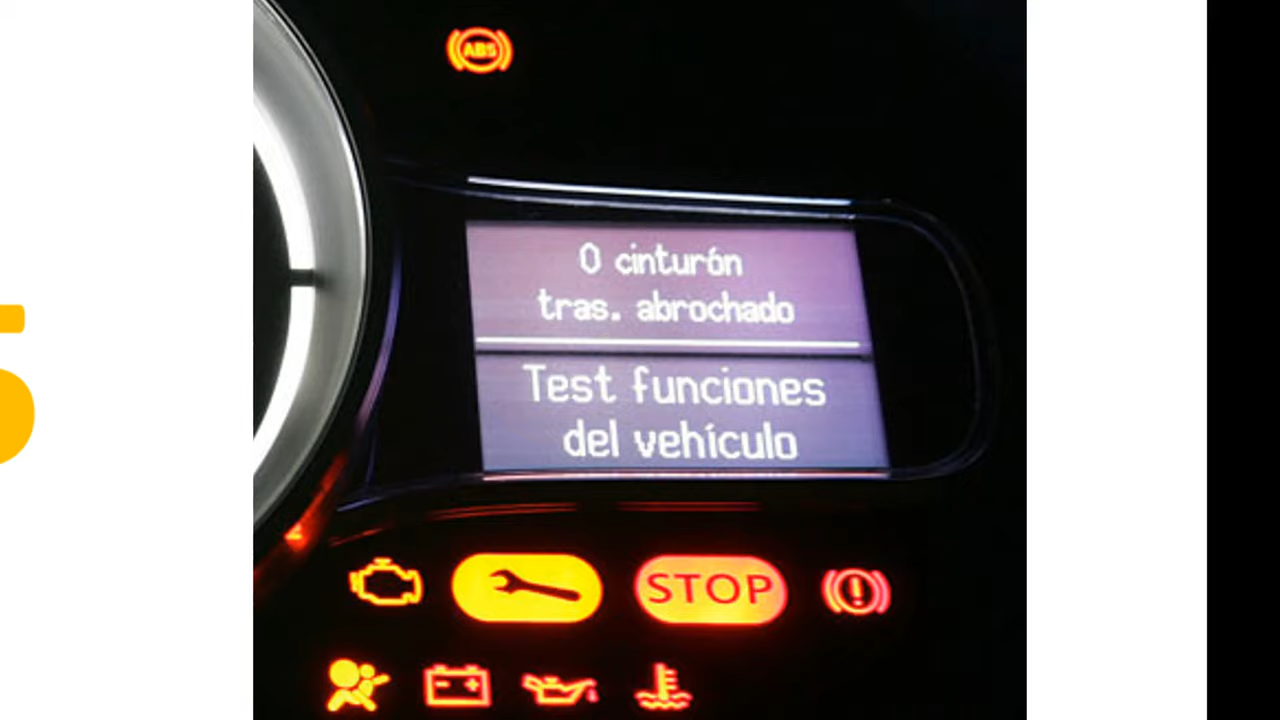 ABS
0 cinturón
tras. abrochado
Test funciones
del vehículo
STOP